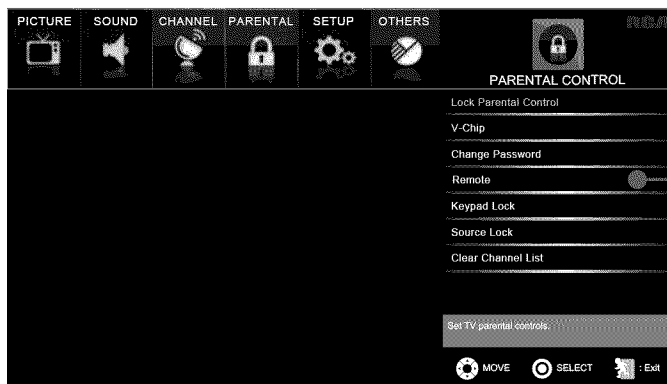 PICTURE SOUND CHANNEL PARENTAL SETUP OTHERS
RCA
PARENTAL CONTROL
Lock Parental Control
V-Chip
Change Password
Remote
Keypad Lock
Source Lock
Clear Channel List
Set TV parental controls.
MOVE SELECT : Exit